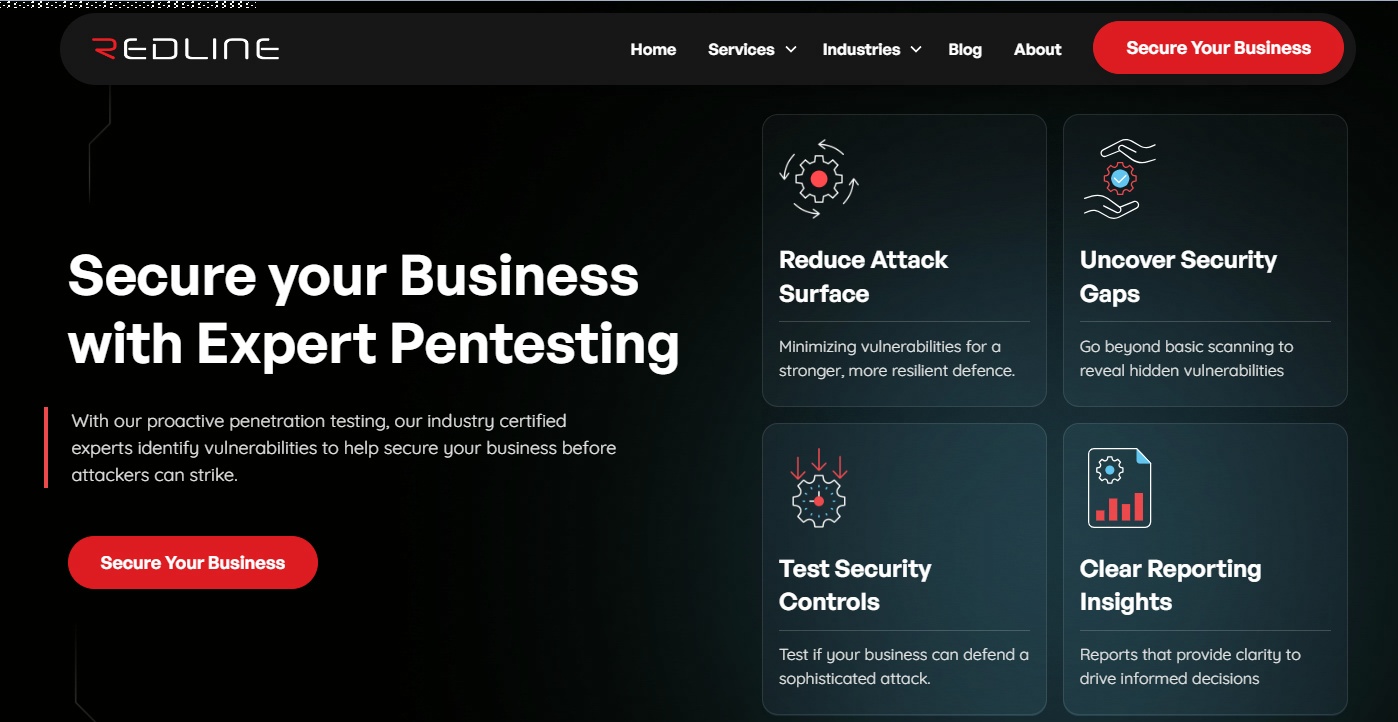 REDLINE
Home
Services
Industries
Blog
About
Secure Your Business
Secure your Business
with Expert Pentesting
With our proactive penetration testing, our industry certified
experts identify vulnerabilities to help secure your business before
attackers can strike.
Secure Your Business
Reduce Attack
Surface
Minimizing vulnerabilities for a
stronger, more resilient defence.
Uncover Security
Gaps
Go beyond basic scanning to
reveal hidden vulnerabilities
Test Security
Controls
Test if your business can defend a
sophisticated attack.
Clear Reporting
Insights
Reports that provide clarity to
drive informed decisions